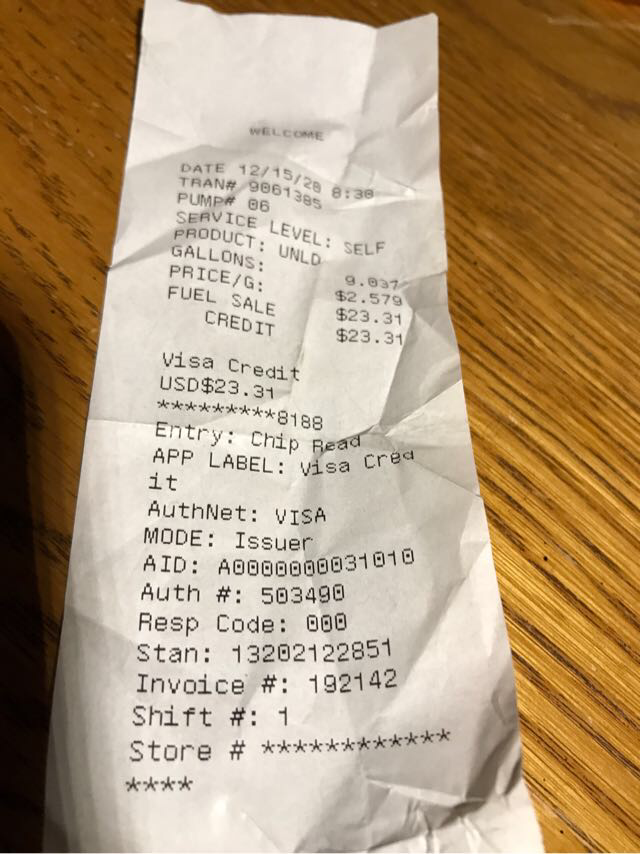 WELCOME
DATE 12/15/20 8:30
TRAN# 9061385
PUMP# 06
SERVICE LEVEL: SELF
PRODUCT: UNLD
GALLONS: 9.037
PRICE/G: $2.579
FUEL SALE $23.31
CREDIT $23.31
Visa Credit
USD$23.31
*********8188
Entry: Chip Read
APP LABEL: Visa Cred
it
AuthNet: VISA
MODE: Issuer
AID: A0000000031010
Auth #: 503490
Resp Code: 000
Stan: 13202122851
Invoice #: 192142
Shift #: 1
Store # ************
****